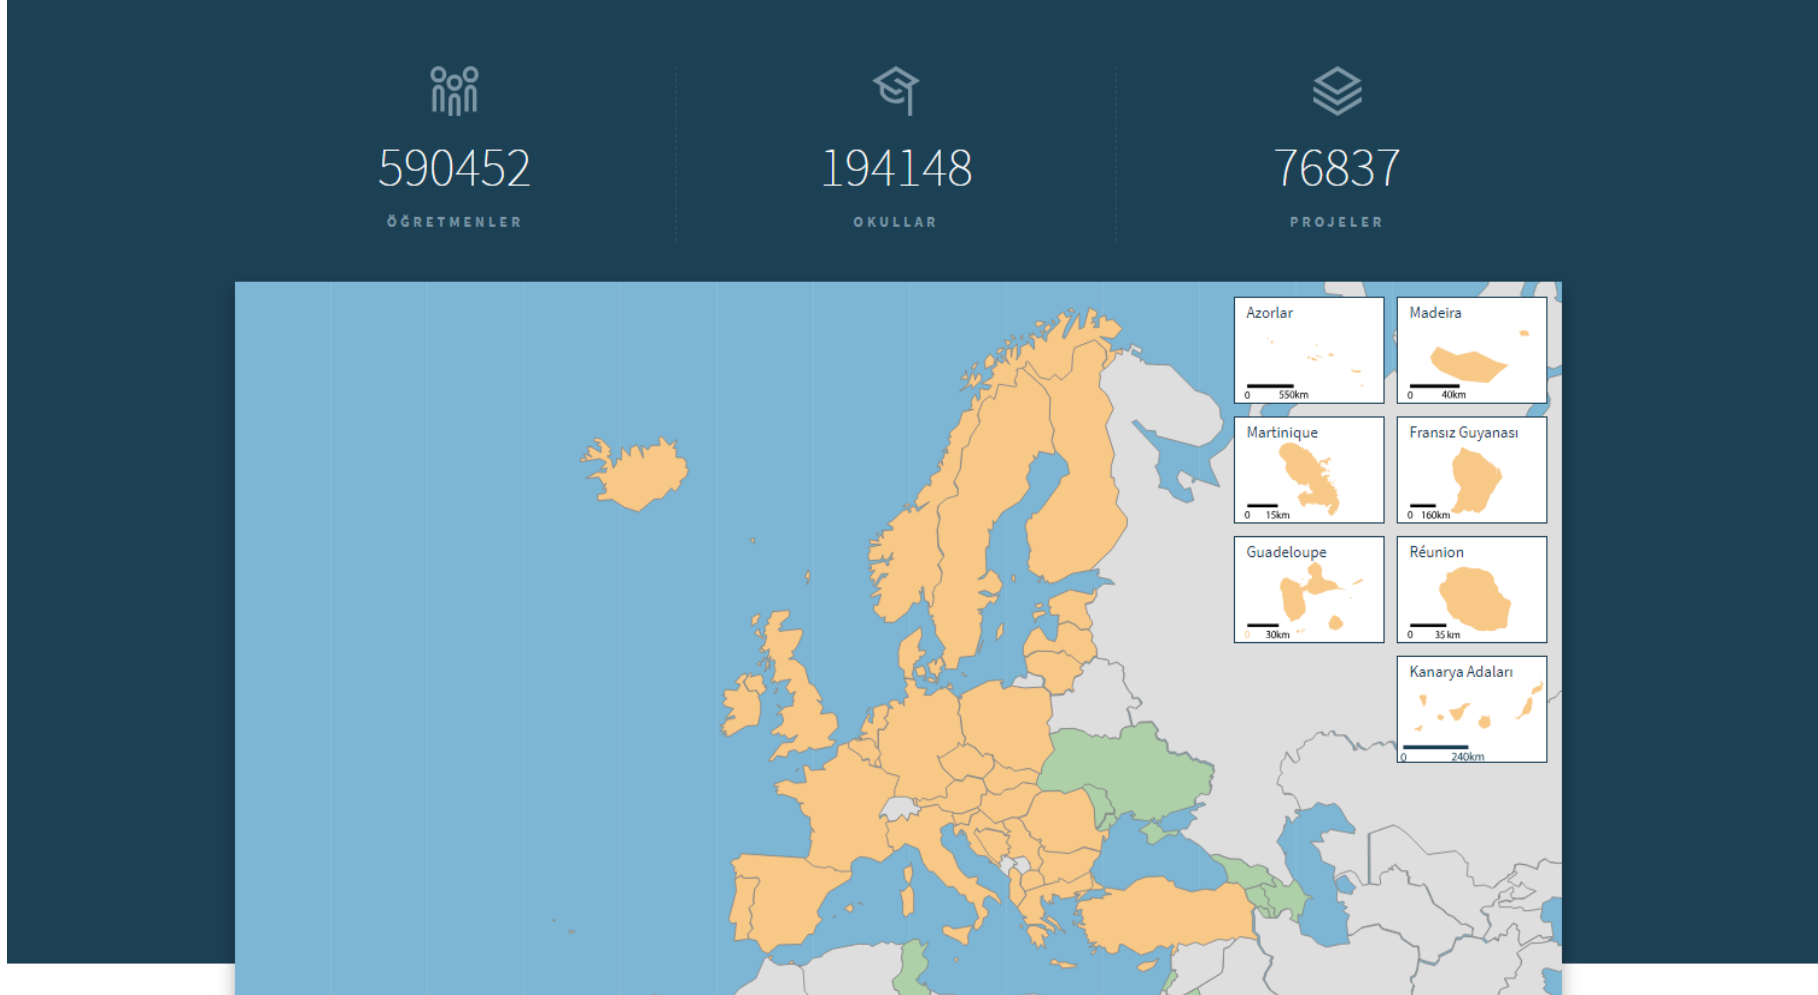 590452
194148
76837
ÖĞRETMENLER
OKULLAR
PROJELER
Azorlar
0 550km
Madeira
0 40km
Martinique
0 15km
Fransız Guyanası
0 160km
Guadeloupe
0 30km
Réunion
0 35 km
Kanarya Adaları
0 240km